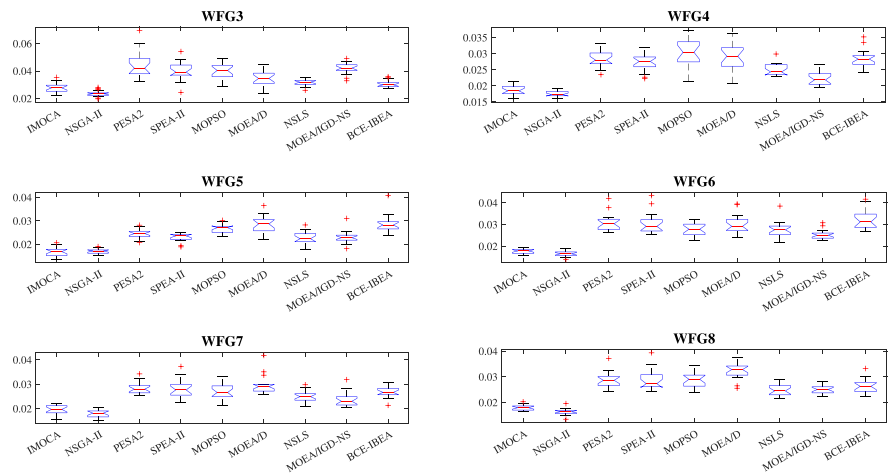 WFG3
0.06
0.04
0.02
IMOCA NSGA-II PESA2 SPEA-II MOPSO MOEA/D NSLS MOEA/IGD-NS BCE-IBEA
WFG4
0.035
0.03
0.025
0.02
0.015
IMOCA NSGA-II PESA2 SPEA-II MOPSO MOEA/D NSLS MOEA/IGD-NS BCE-IBEA
WFG5
0.04
0.03
0.02
IMOCA NSGA-II PESA2 SPEA-II MOPSO MOEA/D NSLS MOEA/IGD-NS BCE-IBEA
WFG6
0.04
0.03
0.02
IMOCA NSGA-II PESA2 SPEA-II MOPSO MOEA/D NSLS MOEA/IGD-NS BCE-IBEA
WFG7
0.04
0.03
0.02
IMOCA NSGA-II PESA2 SPEA-II MOPSO MOEA/D NSLS MOEA/IGD-NS BCE-IBEA
WFG8
0.04
0.03
0.02
IMOCA NSGA-II PESA2 SPEA-II MOPSO MOEA/D NSLS MOEA/IGD-NS BCE-IBEA